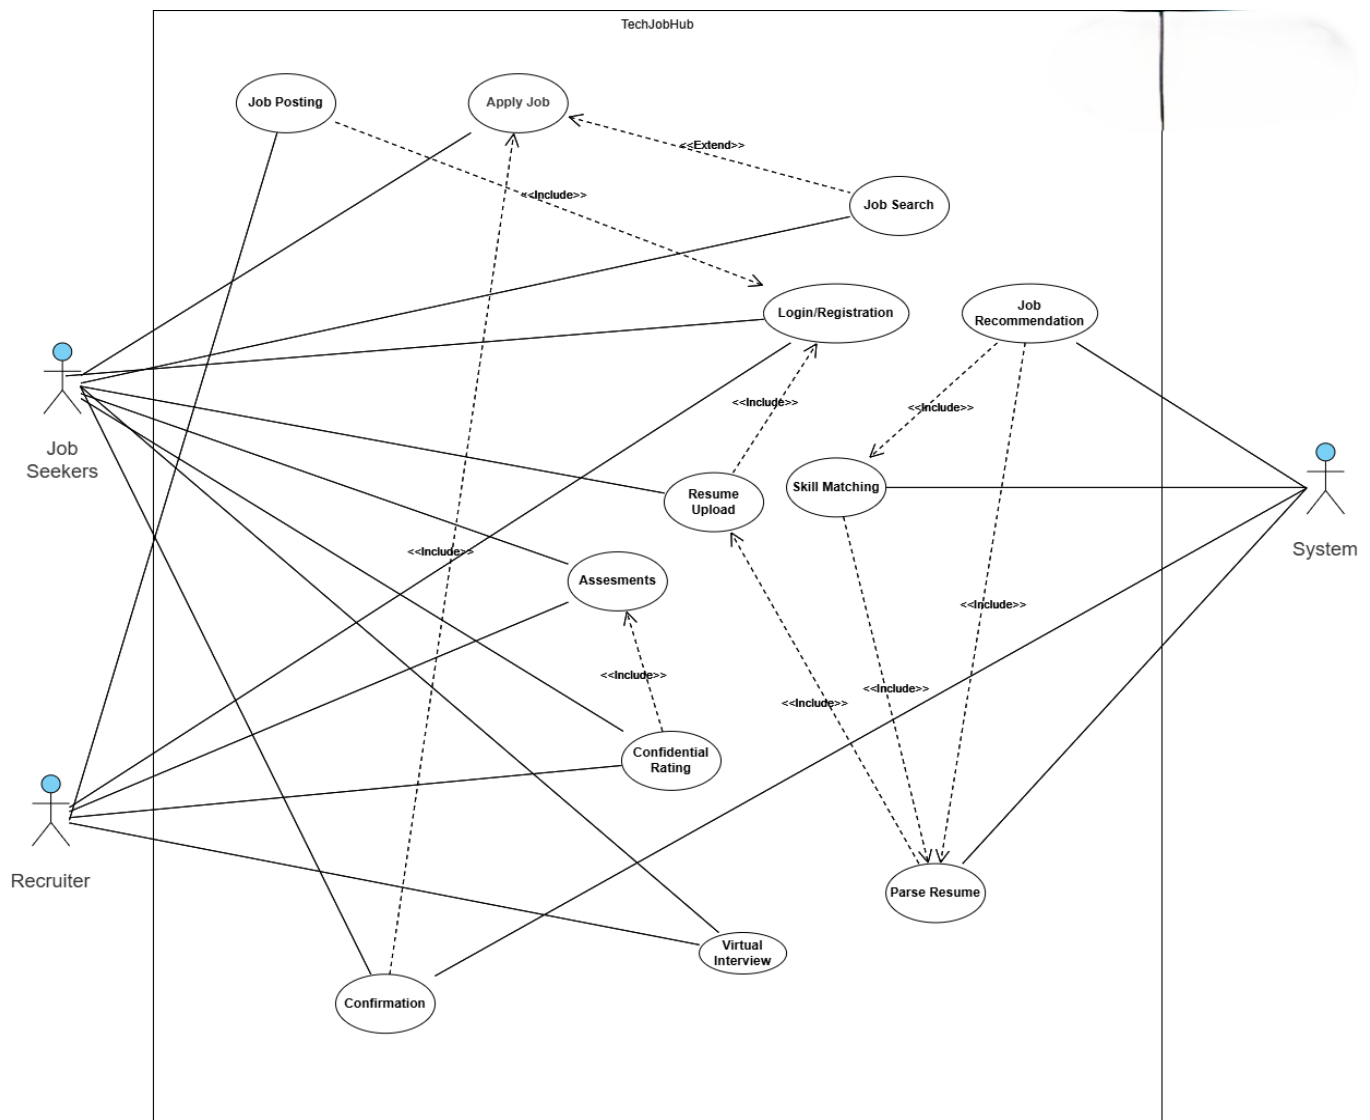 TechJobHub
Job Posting
Apply Job
<<Extend>>
<<Include>>
Job Search
Login/Registration
Job
Recommendation
Job
Seekers
<<Include>>
<<Include>>
Resume
Upload
Skill Matching
System
<<Include>>
Assesments
<<Include>>
<<Include>>
<<Include>>
<<Include>>
Confidential
Rating
Recruiter
Parse Resume
Virtual
Interview
Confirmation